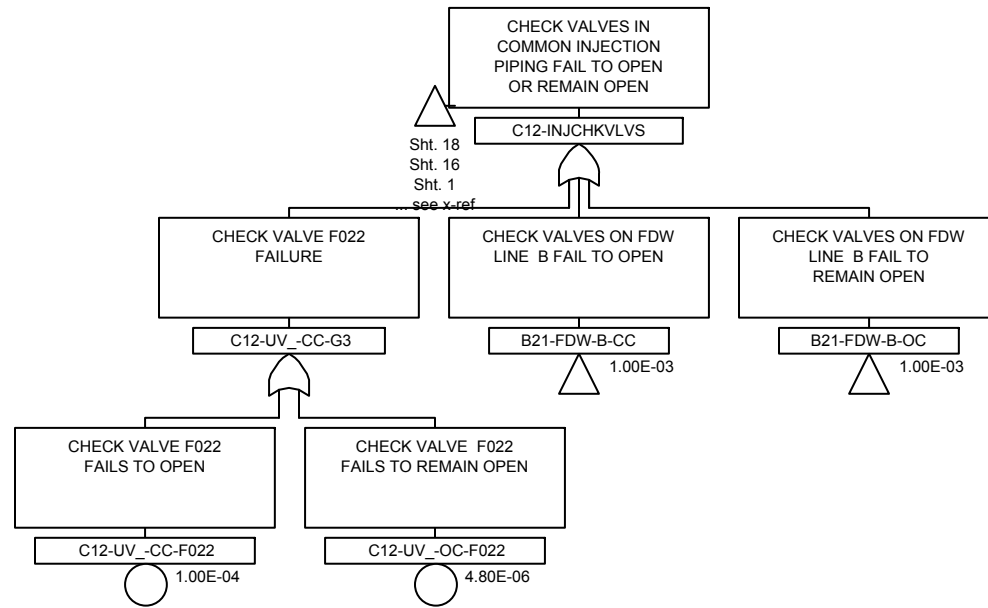 CHECK VALVES IN
COMMON INJECTION
PIPING FAIL TO OPEN
OR REMAIN OPEN
C12-INJCHKVLVS
Sht. 18
Sht. 16
Sht. 1
... see x-ref
CHECK VALVE F022
FAILURE
C12-UV_-CC-G3
CHECK VALVES ON FDW
LINE B FAIL TO OPEN
B21-FDW-B-CC
1.00E-03
CHECK VALVES ON FDW
LINE B FAIL TO
REMAIN OPEN
B21-FDW-B-OC
1.00E-03
CHECK VALVE F022
FAILS TO OPEN
C12-UV_-CC-F022
1.00E-04
CHECK VALVE F022
FAILS TO REMAIN OPEN
C12-UV_-OC-F022
4.80E-06